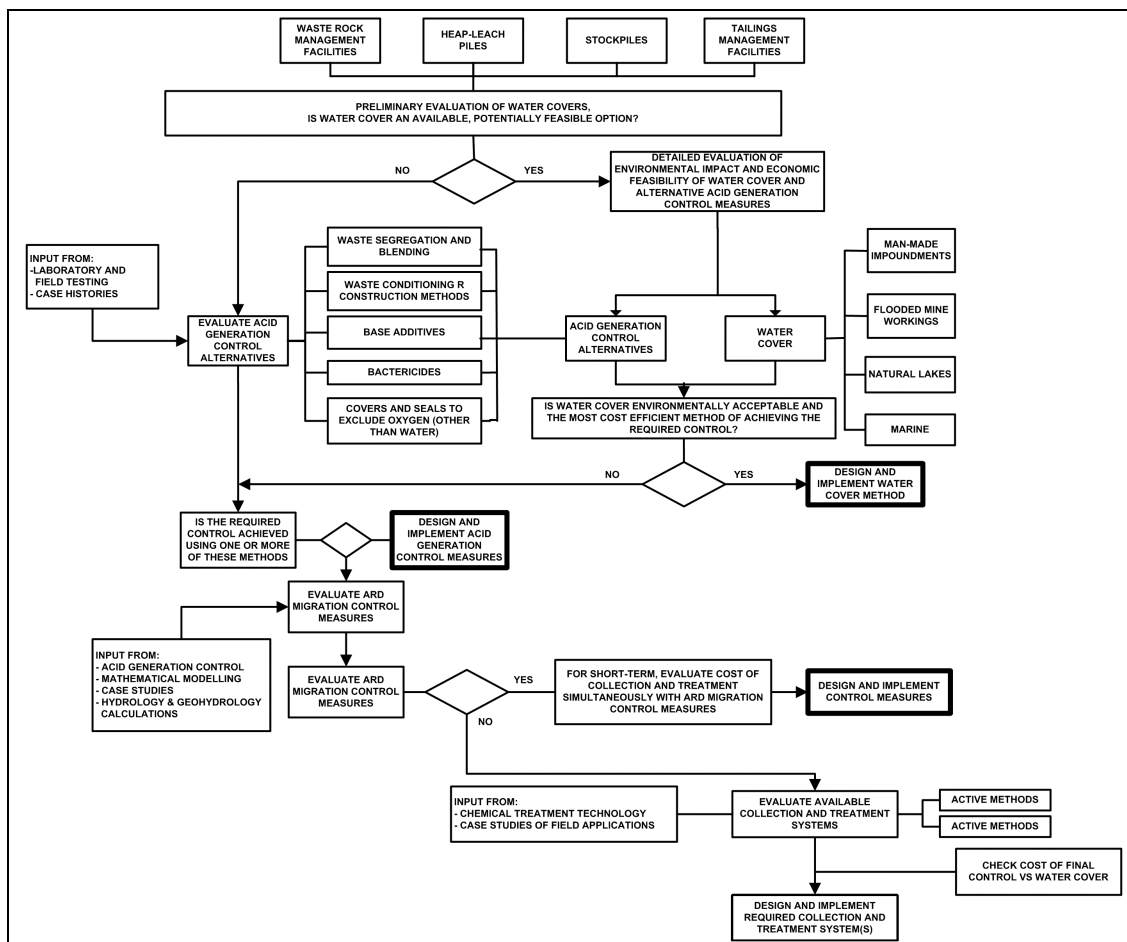 WASTE ROCK
MANAGEMENT
FACILITIES
HEAP-LEACH
PILES
STOCKPILES
TAILINGS
MANAGEMENT
FACILITIES
PRELIMINARY EVALUATION OF WATER COVERS,
IS WATER COVER AN AVAILABLE, POTENTIALLY FEASIBLE OPTION?
NO
YES
DETAILED EVALUATION OF
ENVIRONMENTAL IMPACT AND ECONOMIC
FEASIBILITY OF WATER COVER AND
ALTERNATIVE ACID GENERATION
CONTROL MEASURES
INPUT FROM:
-LABORATORY AND
FIELD TESTING
- CASE HISTORIES
EVALUATE ACID
GENERATION
CONTROL
ALTERNATIVES
WASTE SEGREGATION AND
BLENDING
WASTE CONDITIONING R
CONSTRUCTION METHODS
BASE ADDITIVES
BACTERICIDES
COVERS AND SEALS TO
EXCLUDE OXYGEN (OTHER
THAN WATER)
ACID GENERATION
CONTROL
ALTERNATIVES
WATER
COVER
MAN-MADE
IMPOUNDMENTS
FLOODED MINE
WORKINGS
NATURAL LAKES
MARINE
IS WATER COVER ENVIRONMENTALLY ACCEPTABLE AND
THE MOST COST EFFICIENT METHOD OF ACHIEVING THE
REQUIRED CONTROL?
NO
YES
DESIGN AND
IMPLEMENT WATER
COVER METHOD
IS THE REQUIRED
CONTROL ACHIEVED
USING ONE OR MORE
OF THESE METHODS
DESIGN AND
IMPLEMENT ACID
GENERATION
CONTROL MEASURES
EVALUATE ARD
MIGRATION CONTROL
MEASURES
INPUT FROM:
- ACID GENERATION CONTROL
- MATHEMATICAL MODELLING
- CASE STUDIES
- HYDROLOGY & GEOHYDROLOGY
CALCULATIONS
EVALUATE ARD
MIGRATION CONTROL
MEASURES
YES
NO
FOR SHORT-TERM, EVALUATE COST OF
COLLECTION AND TREATMENT
SIMULTANEOUSLY WITH ARD MIGRATION
CONTROL MEASURES
DESIGN AND IMPLEMENT
CONTROL MEASURES
INPUT FROM:
- CHEMICAL TREATMENT TECHNOLOGY
- CASE STUDIES OF FIELD APPLICATIONS
EVALUATE AVAILABLE
COLLECTION AND TREATMENT
SYSTEMS
ACTIVE METHODS
ACTIVE METHODS
CHECK COST OF FINAL
CONTROL VS WATER COVER
DESIGN AND IMPLEMENT
REQUIRED COLLECTION AND
TREATMENT SYSTEM(S)